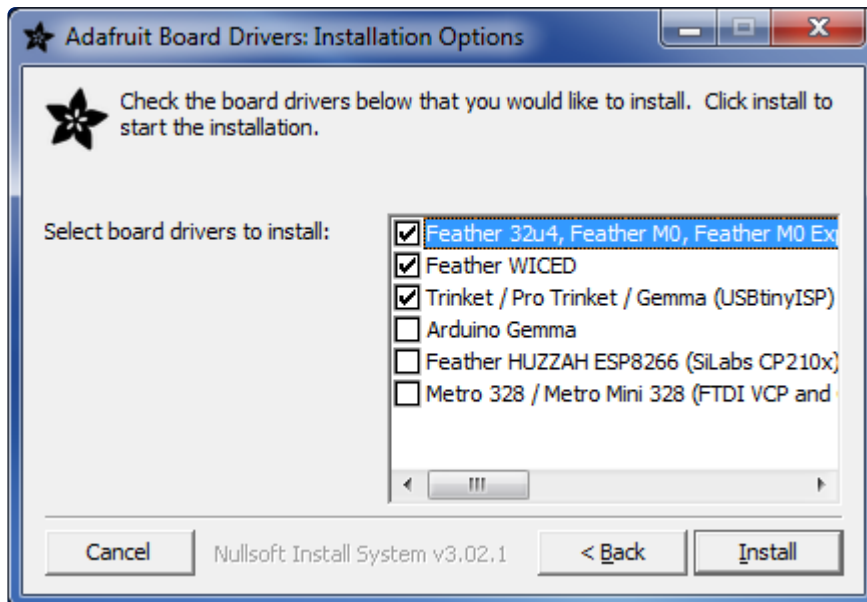 Adafruit Board Drivers: Installation Options
Check the board drivers below that you would like to install. Click install to
start the installation.
Select board drivers to install:
Feather 32u4, Feather M0, Feather M0 Exp
Feather WICED
Trinket / Pro Trinket / Gemma (USBtinyISP)
Arduino Gemma
Feather HUZZAH ESP8266 (SiLabs CP210x)
Metro 328 / Metro Mini 328 (FTDI VCP and
Cancel
Nullsoft Install System v3.02.1
< Back
Install